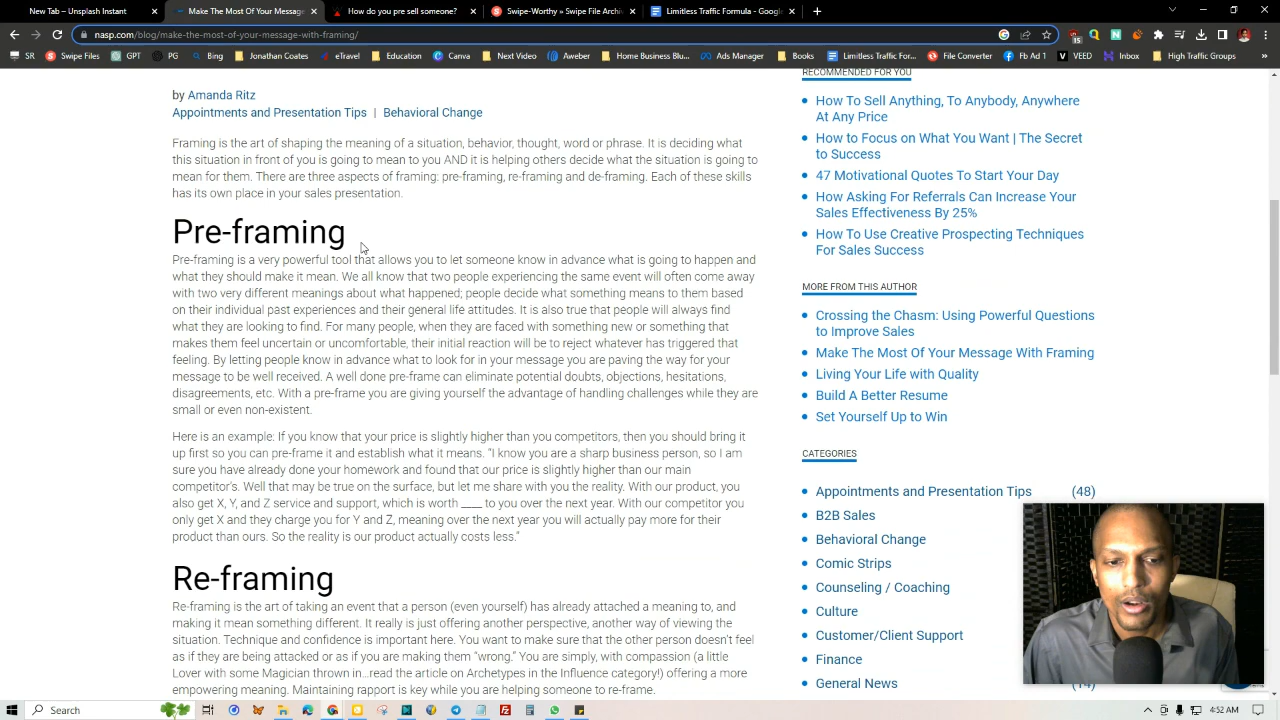 New Tab – Unsplash Instant
The-Most-of-Your-Message
How do you pre sell someone?
Swipe-Worthy » Swipe File Archiv
Limitless Traffic Formula - Google
nasp.com/blog/make-the-most-of-your-message-with-framing/
SR Swipe Files GPT PG Bing Jonathan Coates eTravel Education Canva Next Video Aweber Home Business Blu... Ads Manager Books Limitless Traffic For... File Converter Fb Ad 1 VEED Inbox High Traffic Groups
by Amanda Ritz
Appointments and Presentation Tips | Behavioral Change
Framing is the art of shaping the meaning of a situation, behavior, thought, word or phrase. It is deciding what
this situation in front of you is going to mean to you AND it is helping others decide what the situation is going to
mean for them. There are three aspects of framing: pre-framing, re-framing and de-framing. Each of these skills
has its own place in your sales presentation.
Pre-framing
Pre-framing is a very powerful tool that allows you to let someone know in advance what is going to happen and
what they should make it mean. We all know that two people experiencing the same event will often come away
with two very different meanings about what happened; people decide what something means to them based
on their individual past experiences and their general life attitudes. It is also true that people will always find
what they are looking to find. For many people, when they are faced with something new or something that
makes them feel uncertain or uncomfortable, their initial reaction will be to reject whatever has triggered that
feeling. By letting people know in advance what to look for in your message you are paving the way for your
message to be well received. A well done pre-frame can eliminate potential doubts, objections, hesitations,
disagreements, etc. With a pre-frame you are giving yourself the advantage of handling challenges while they are
small or even non-existent.
Here is an example: If you know that your price is slightly higher than you competitors, then you should bring it
up first so you can pre-frame it and establish what it means. “I know you are a sharp business person, so I am
sure you have already done your homework and found that our price is slightly higher than our main
competitor's. Well that may be true on the surface, but let me share with you the reality. With our product, you
also get X, Y, and Z service and support, which is worth ____ to you over the next year. With our competitor you
only get X and they charge you for Y and Z, meaning over the next year you will actually pay more for their
product than ours. So the reality is our product actually costs less.”
Re-framing
Re-framing is the art of taking an event that a person (even yourself) has already attached a meaning to, and
making it mean something different. It really is just offering another perspective, another way of viewing the
situation. Technique and confidence is important here. You want to make sure that the other person doesn't feel
as if they are being attacked or as if you are making them “wrong.” You are simply, with compassion (a little
Lover with some Magician thrown in…read the article on Archetypes in the Influence category!) offering a more
empowering meaning. Maintaining rapport is key while you are helping someone to re-frame.
RECOMMENDED FOR YOU
How To Sell Anything, To Anybody, Anywhere
At Any Price
How to Focus on What You Want | The Secret
to Success
47 Motivational Quotes To Start Your Day
How Asking For Referrals Can Increase Your
Sales Effectiveness By 25%
How To Use Creative Prospecting Techniques
For Sales Success
MORE FROM THIS AUTHOR
Crossing the Chasm: Using Powerful Questions
to Improve Sales
Make The Most Of Your Message With Framing
Living Your Life with Quality
Build A Better Resume
Set Yourself Up to Win
CATEGORIES
Appointments and Presentation Tips (48)
B2B Sales
Behavioral Change
Comic Strips
Counseling / Coaching
Culture
Customer/Client Support
Finance
General News
Search
4:52 AM